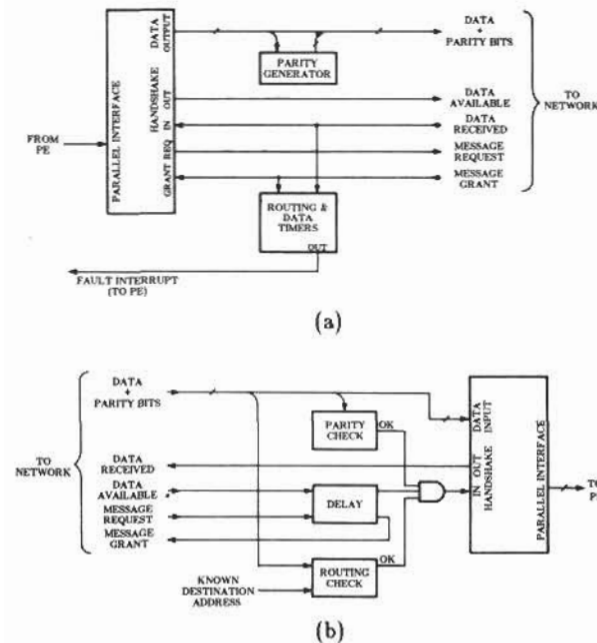 DATA
+
PARITY BITS
DATA
OUTPUT
PARITY
GENERATOR
PARALLEL INTERFACE
HANDSHAKE
OUT
IN
REQ
GRANT
FROM
PE
DATA
AVAILABLE
DATA
RECEIVED
MESSAGE
REQUEST
MESSAGE
GRANT
TO
NETWORK
ROUTING &
DATA
TIMERS
OUT
FAULT INTERRUPT
(TO PE)
(a)
DATA
+
PARITY BITS
TO
NETWORK
DATA
RECEIVED
DATA
AVAILABLE
MESSAGE
REQUEST
MESSAGE
GRANT
PARITY
CHECK
OK
DELAY
ROUTING
CHECK
OK
KNOWN
DESTINATION
ADDRESS
DATA
INPUT
OUT
IN
HANDSHAKE
PARALLEL INTERFACE
(b)